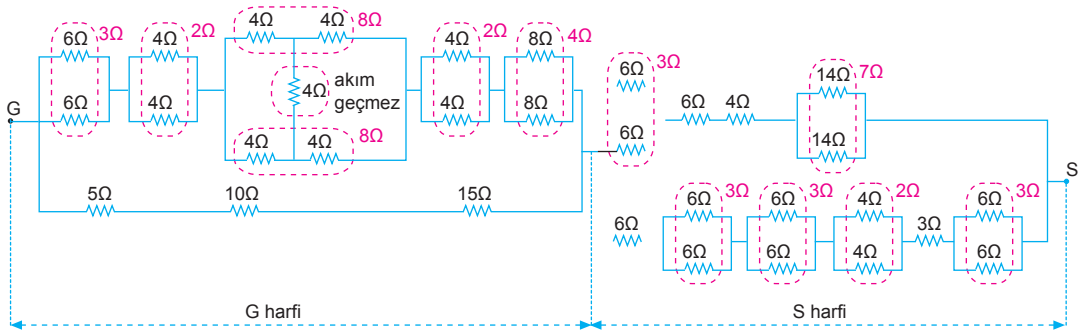 4Ω 4Ω 8Ω
6Ω 3Ω 4Ω 2Ω 4Ω 2Ω 8Ω 4Ω
6Ω 3Ω
14Ω 7Ω
4Ω akım
geçmez
G 6Ω 4Ω 4Ω 8Ω
6Ω 6Ω 4Ω
4Ω 4Ω 8Ω
14Ω
S
5Ω 10Ω 15Ω
6Ω 6Ω 3Ω 6Ω 3Ω 4Ω 2Ω 3Ω 6Ω 3Ω
6Ω 6Ω 4Ω 6Ω
G harfi S harfi